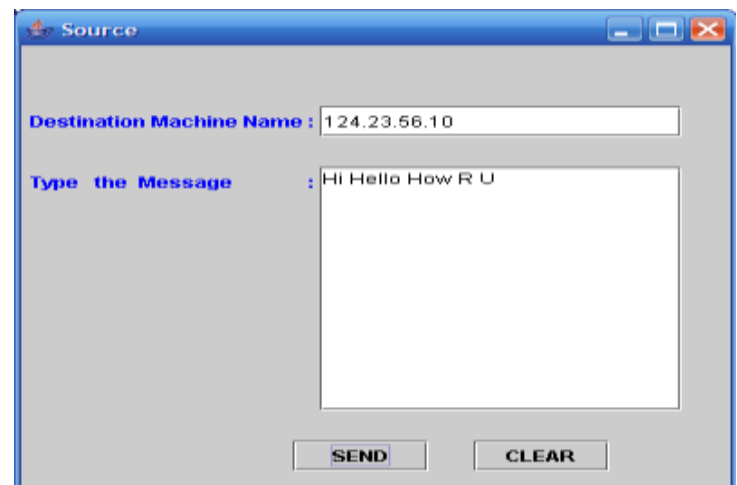 Source
Destination Machine Name : 124.23.56.10
Type the Message : Hi Hello How R U
SEND CLEAR